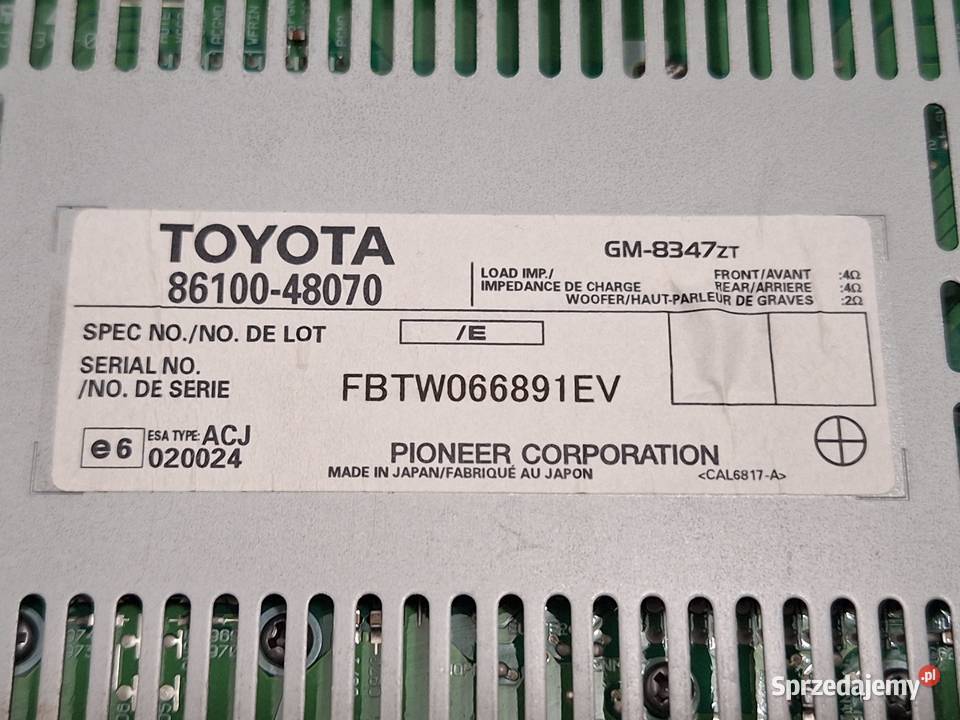 TOYOTA
86100-48070
GM-8347ZT
LOAD IMP./
IMPEDANCE DE CHARGE
FRONT/AVANT :4Ω
REAR/ARRIERE :4Ω
WOOFER/HAUT-PARLEUR DE GRAVES :2Ω
SPEC NO./NO. DE LOT
/E
SERIAL NO.
/NO. DE SERIE
FBTW066891EV
e6
ESA TYPE: ACJ
020024
PIONEER CORPORATION
MADE IN JAPAN/FABRIQUÉ AU JAPON
<CAL6817-A>
Sprzedajemy.pl